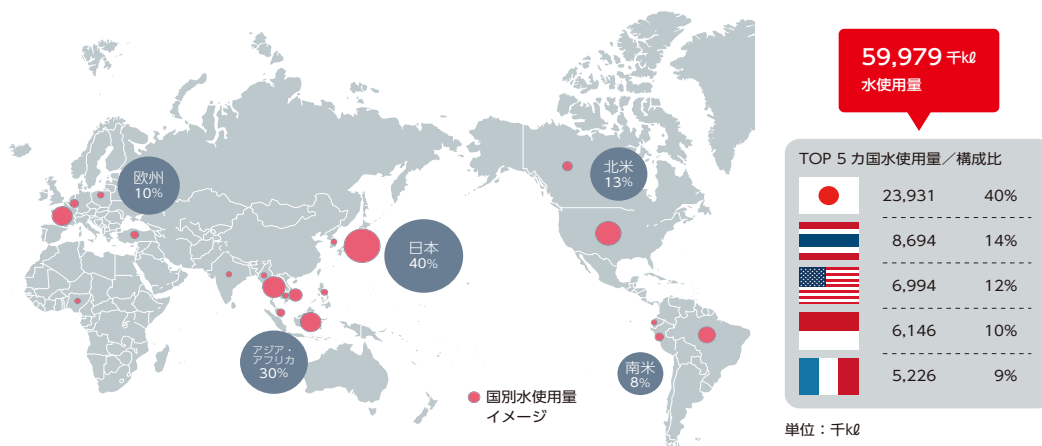 欧州
10%
日本
40%
アジア・
アフリカ
30%
北米
13%
南米
8%
国別水使用量
イメージ
59,979 千kℓ
水使用量
TOP 5 カ国水使用量／構成比
23,931 40%
8,694 14%
6,994 12%
6,146 10%
5,226 9%
単位：千kℓ